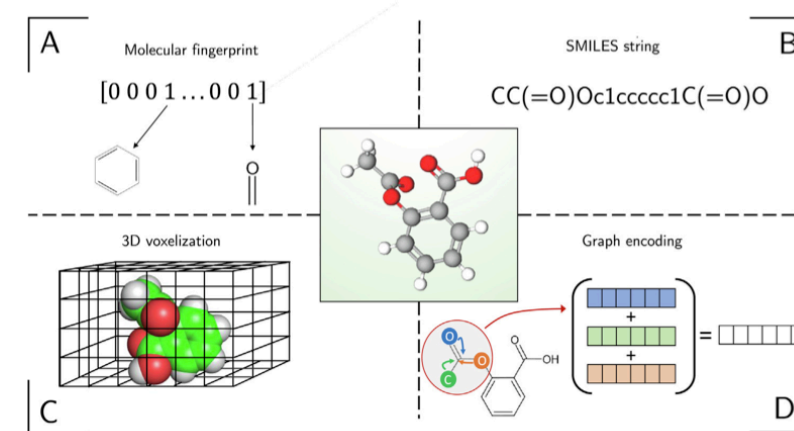 A
Molecular fingerprint
[0 0 0 1 ... 0 0 1]
O
SMILES string
B
CC(=O)Oc1ccccc1C(=O)O
3D voxelization
C
Graph encoding
O
O
C
O
OH
+
+
=
D